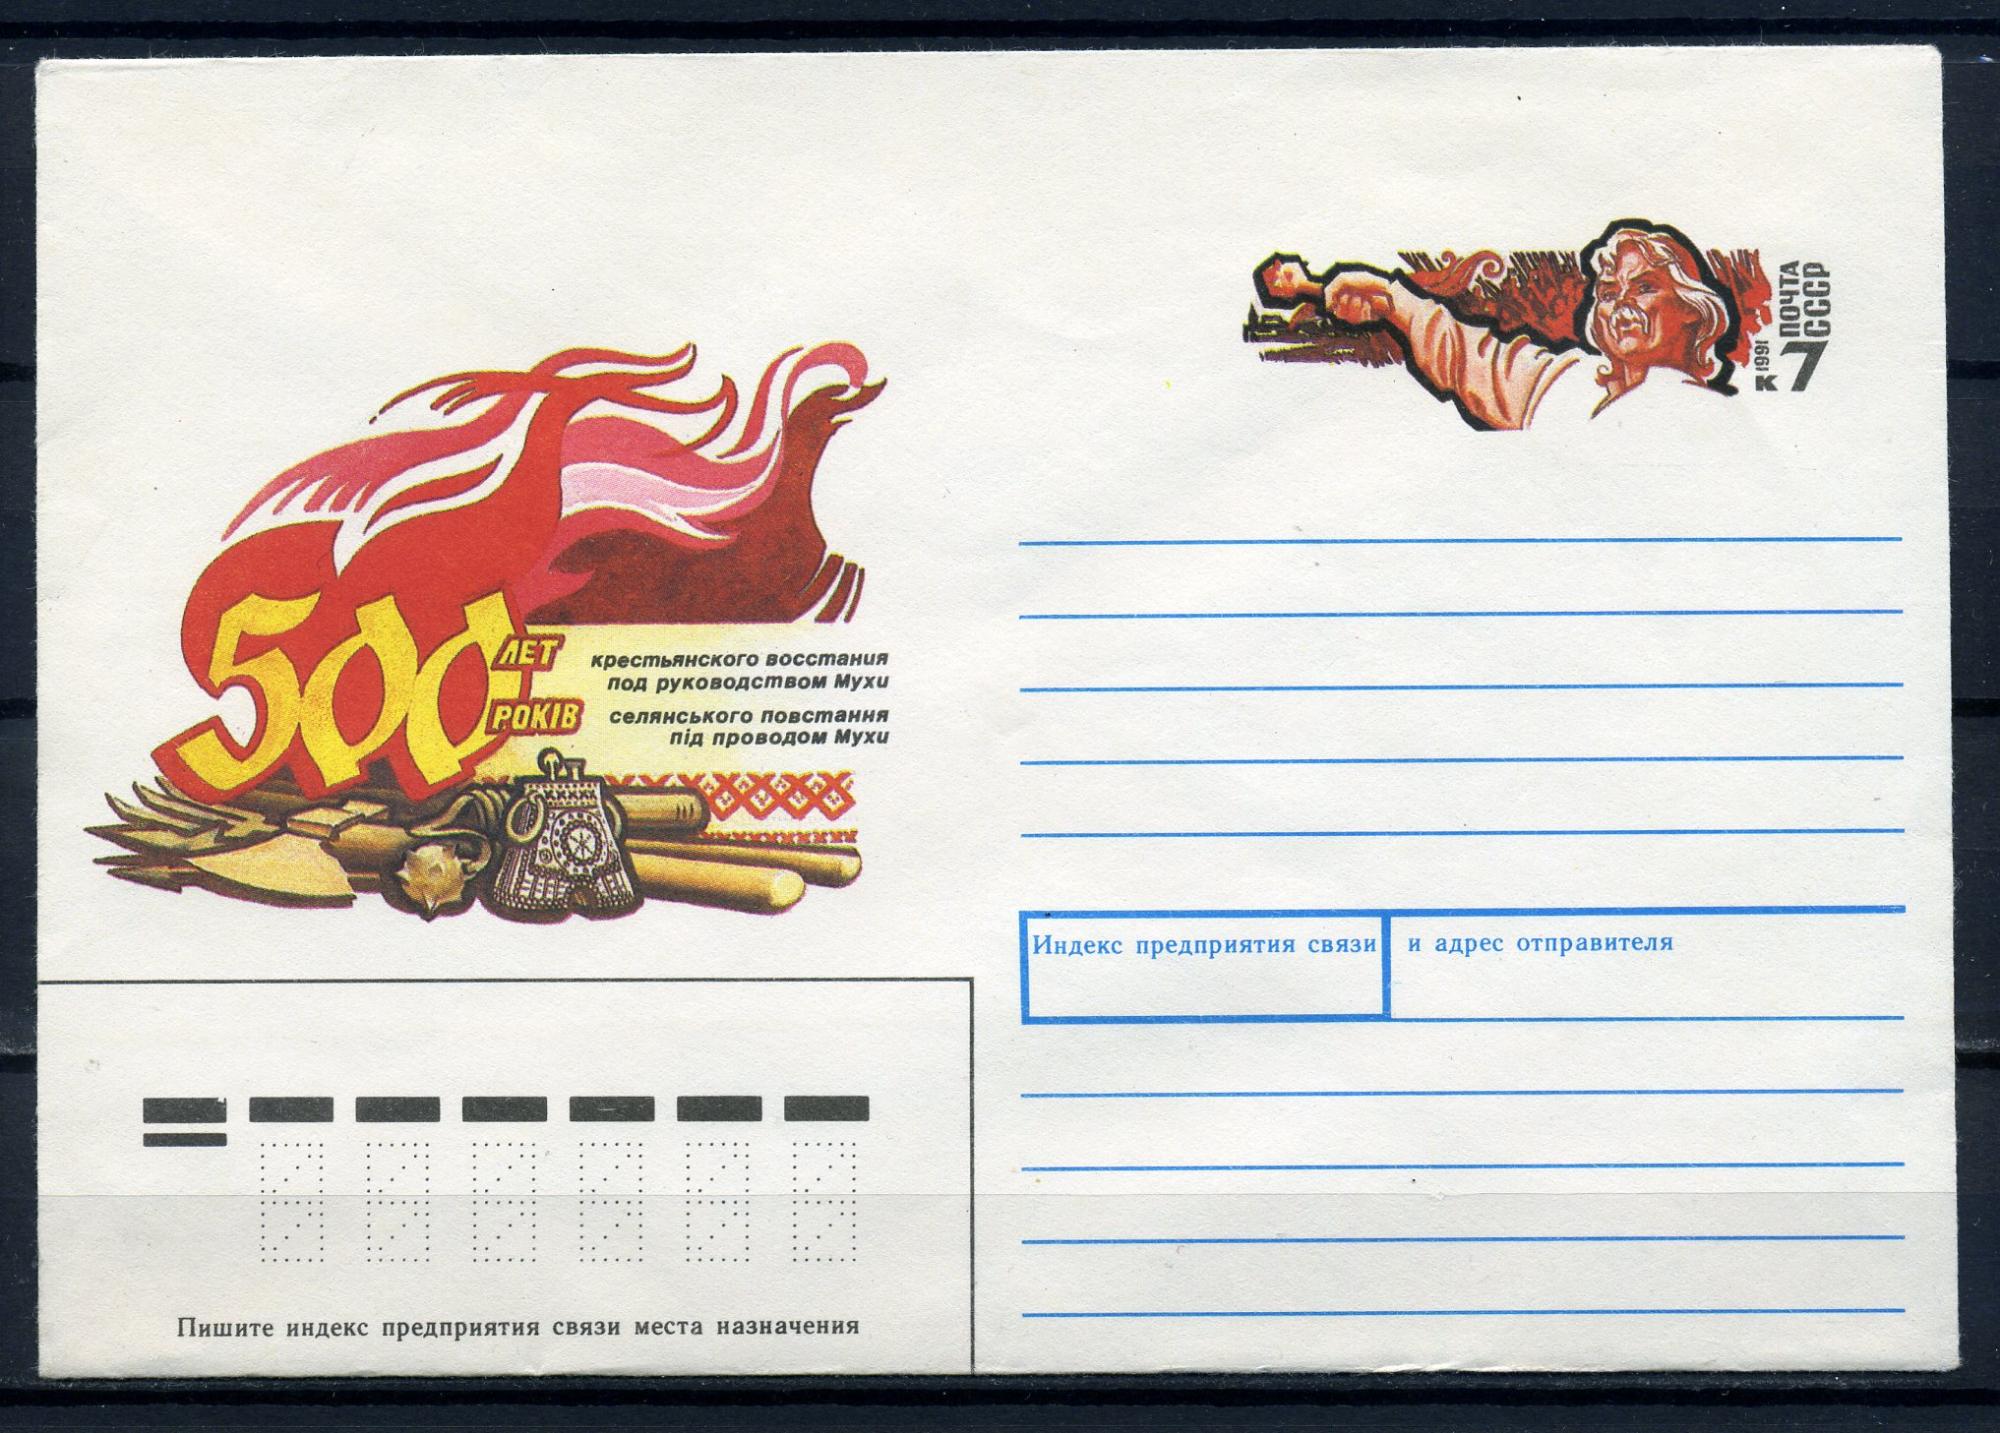 ПОЧТА
СССР
1991
к 7
500 ЛЕТ
РОКІВ
крестьянского восстания
под руководством Мухи
селянського повстання
під проводом Мухи
Индекс предприятия связи и адрес отправителя
Пишите индекс предприятия связи места назначения